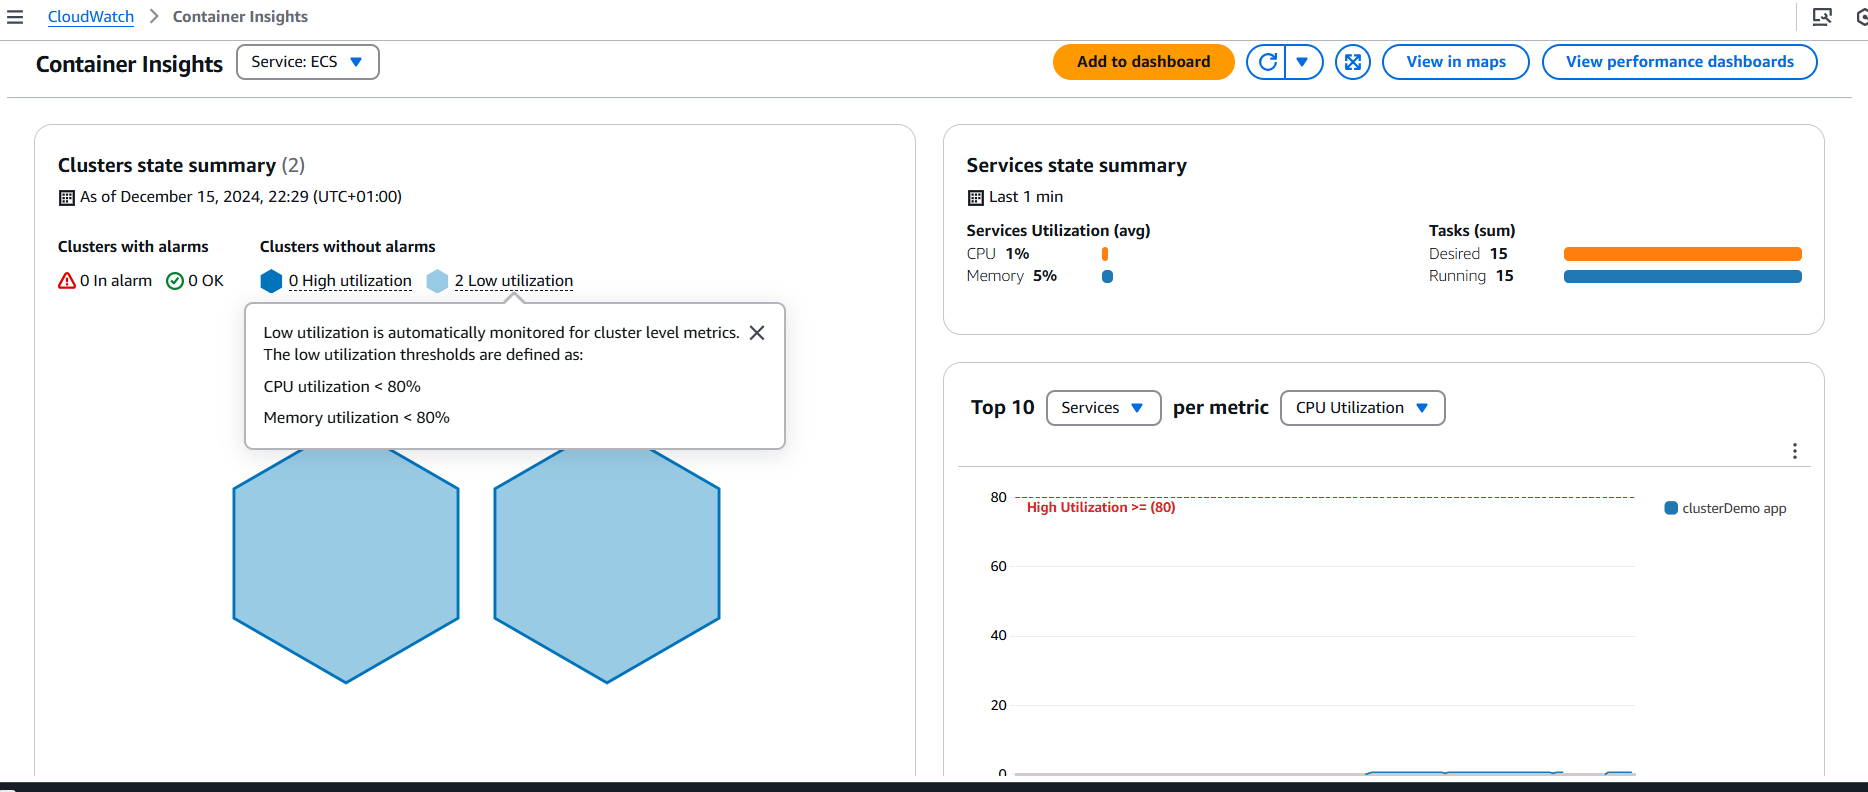 CloudWatch > Container Insights
Container Insights
Service: ECS
Add to dashboard
View in maps
View performance dashboards
Clusters state summary (2)
As of December 15, 2024, 22:29 (UTC+01:00)
Clusters with alarms
Clusters without alarms
0 In alarm
0 OK
0 High utilization
2 Low utilization
Low utilization is automatically monitored for cluster level metrics.
The low utilization thresholds are defined as:
CPU utilization < 80%
Memory utilization < 80%
Services state summary
Last 1 min
Services Utilization (avg)
CPU 1%
Memory 5%
Tasks (sum)
Desired 15
Running 15
Top 10 Services per metric CPU Utilization
80
High Utilization >= (80)
clusterDemo app
60
40
20
0